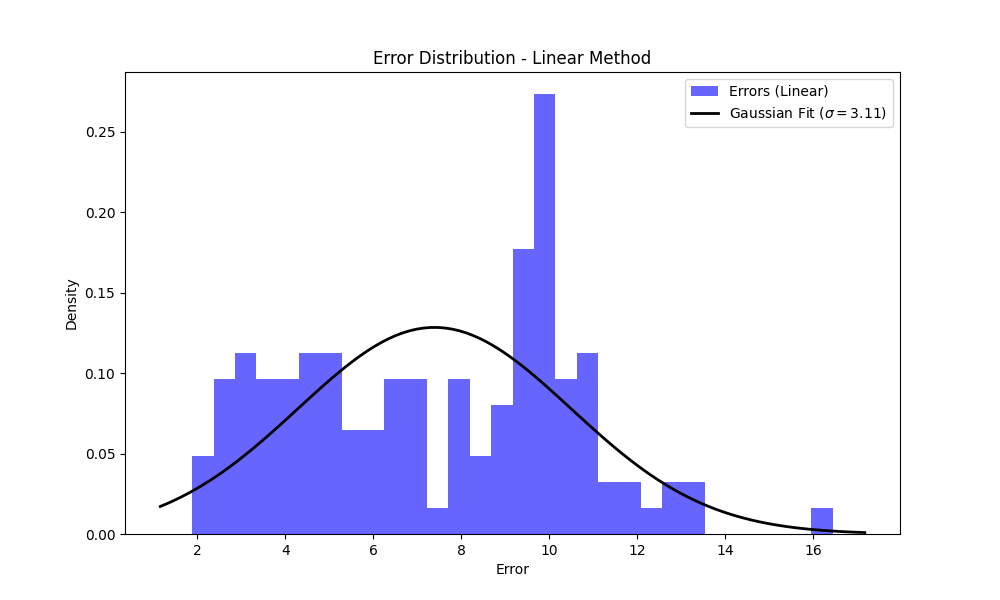 Error Distribution - Linear Method
Errors (Linear)
Gaussian Fit (σ = 3.11)
Density
0.25
0.20
0.15
0.10
0.05
0.00
2 4 6 8 10 12 14 16
Error